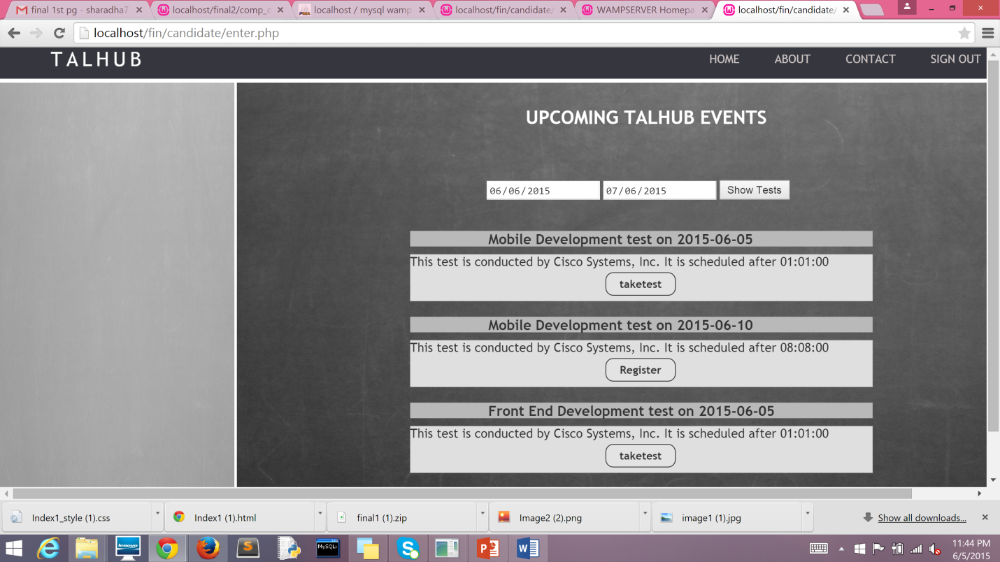 final 1st pg - sharadha7
localhost/final2/comp_d
localhost / mysql wamp
localhost/fin/candidate/
WAMPSERVER Homepa
localhost/fin/candidate/
localhost/fin/candidate/enter.php
TALHUB
HOME ABOUT CONTACT SIGN OUT
UPCOMING TALHUB EVENTS
06/06/2015 07/06/2015 Show Tests
Mobile Development test on 2015-06-05
This test is conducted by Cisco Systems, Inc. It is scheduled after 01:01:00
taketest
Mobile Development test on 2015-06-10
This test is conducted by Cisco Systems, Inc. It is scheduled after 08:08:00
Register
Front End Development test on 2015-06-05
This test is conducted by Cisco Systems, Inc. It is scheduled after 01:01:00
taketest
Index1_style (1).css
Index1 (1).html
final1 (1).zip
Image2 (2).png
image1 (1).jpg
Show all downloads...
lenovo
MySQL>
11:44 PM
6/5/2015